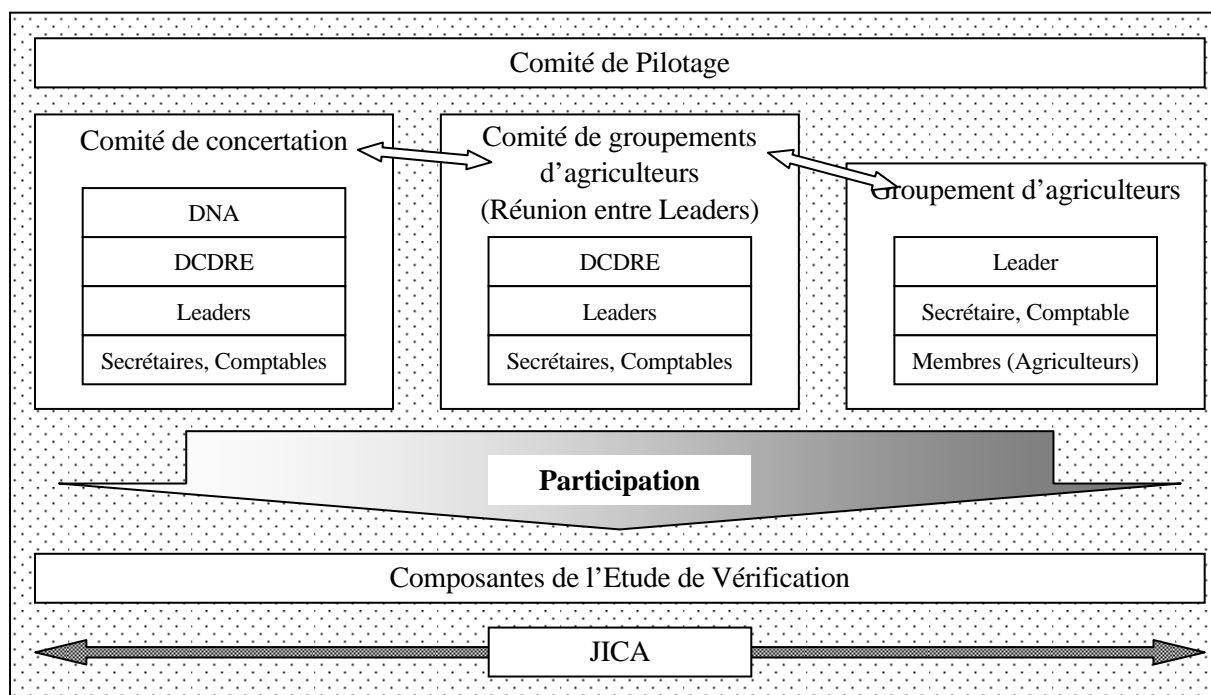 Comité de Pilotage
Comité de concertation
DNA
DCDRE
Leaders
Secrétaires, Comptables
Comité de groupements
d’agriculteurs
(Réunion entre Leaders)
DCDRE
Leaders
Secrétaires, Comptables
Groupement d’agriculteurs
Leader
Secrétaire, Comptable
Membres (Agriculteurs)
Participation
Composantes de l’Etude de Vérification
JICA